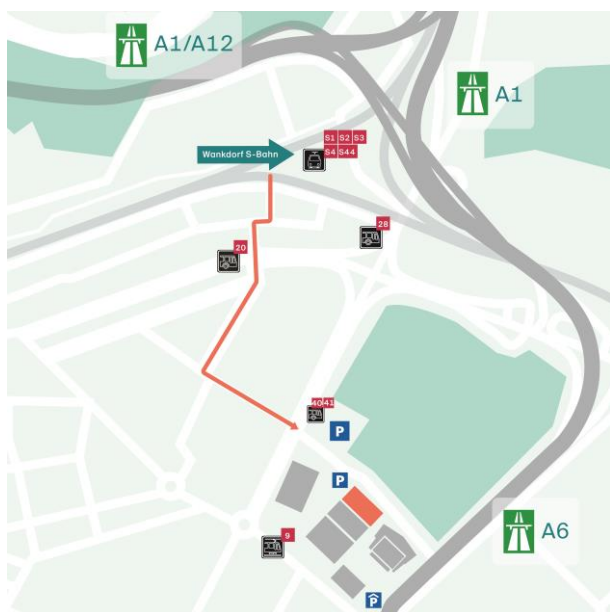 A1/A12
A1
S1 S2 S3
Wankdorf S-Bahn
S4 S44
28
20
40 41
P
P
9
A6
P